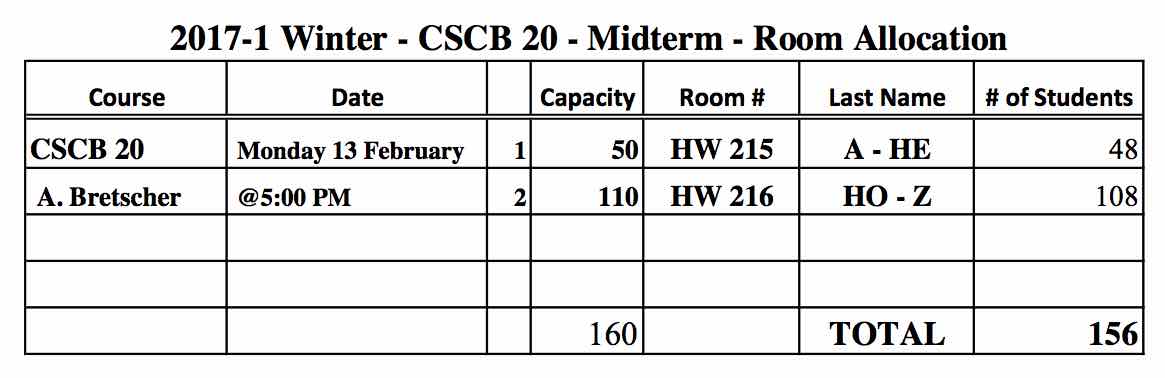 2017-1 Winter - CSCB 20 - Midterm - Room Allocation
Course Date Capacity Room # Last Name # of Students
CSCB 20 Monday 13 February 1 50 HW 215 A - HE 48
A. Bretscher @5:00 PM 2 110 HW 216 HO - Z 108
160 TOTAL 156